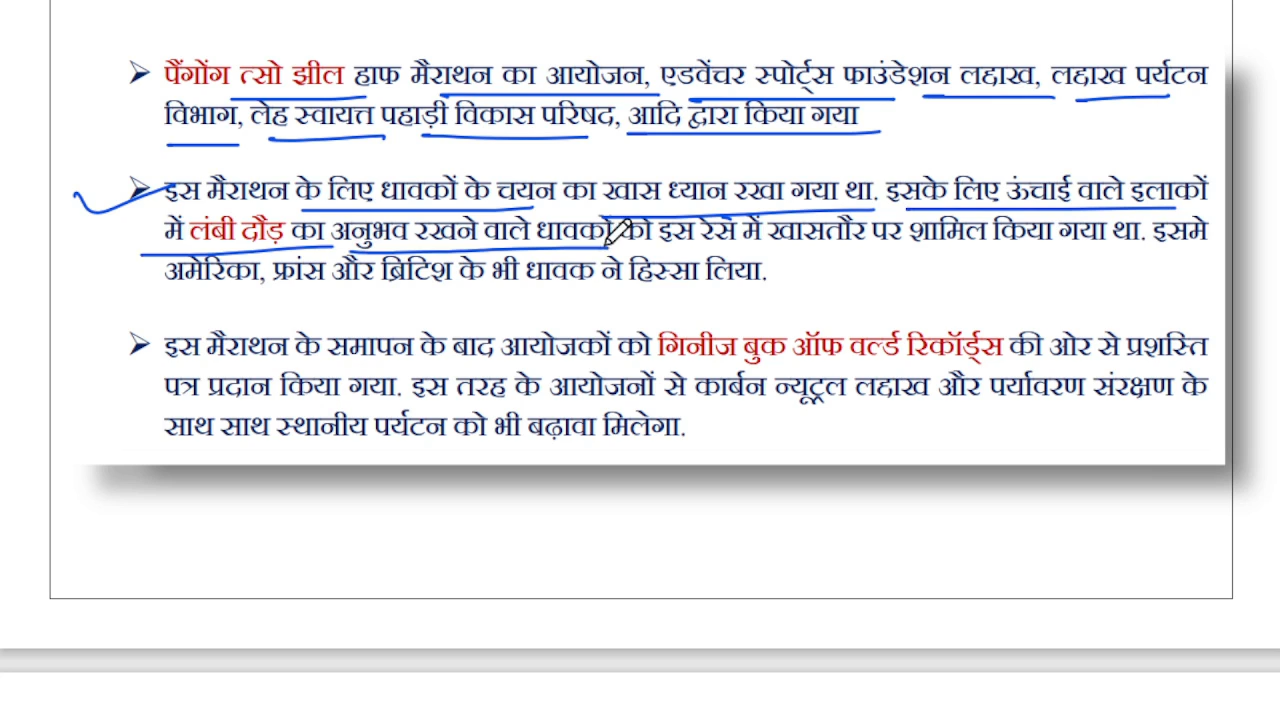 ➢ पैंगोंग त्सो झील हाफ मैराथन का आयोजन, एडवेंचर स्पोर्ट्स फाउंडेशन लद्दाख, लद्दाख पर्यटन
विभाग, लेह स्वायत्त पहाड़ी विकास परिषद, आदि द्वारा किया गया
➢ इस मैराथन के लिए धावकों के चयन का खास ध्यान रखा गया था. इसके लिए ऊंचाई वाले इलाकों
में लंबी दौड़ का अनुभव रखने वाले धावकों को इस रेस में खासतौर पर शामिल किया गया था. इसमे
अमेरिका, फ्रांस और ब्रिटिश के भी धावक ने हिस्सा लिया.
➢ इस मैराथन के समापन के बाद आयोजकों को गिनीज बुक ऑफ वर्ल्ड रिकॉर्ड्स की ओर से प्रशस्ति
पत्र प्रदान किया गया. इस तरह के आयोजनों से कार्बन न्यूट्रल लद्दाख और पर्यावरण संरक्षण के
साथ साथ स्थानीय पर्यटन को भी बढ़ावा मिलेगा.